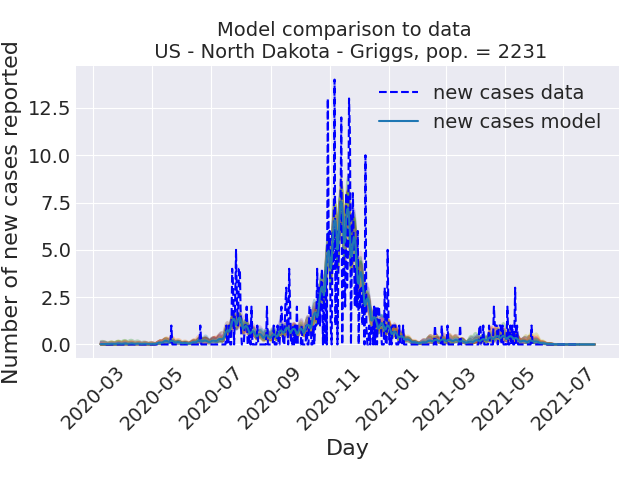 Model comparison to data
US - North Dakota - Griggs, pop. = 2231
Number of new cases reported
12.5
10.0
7.5
5.0
2.5
0.0
new cases data
new cases model
2020-03
2020-05
2020-07
2020-09
2020-11
2021-01
2021-03
2021-05
2021-07
Day